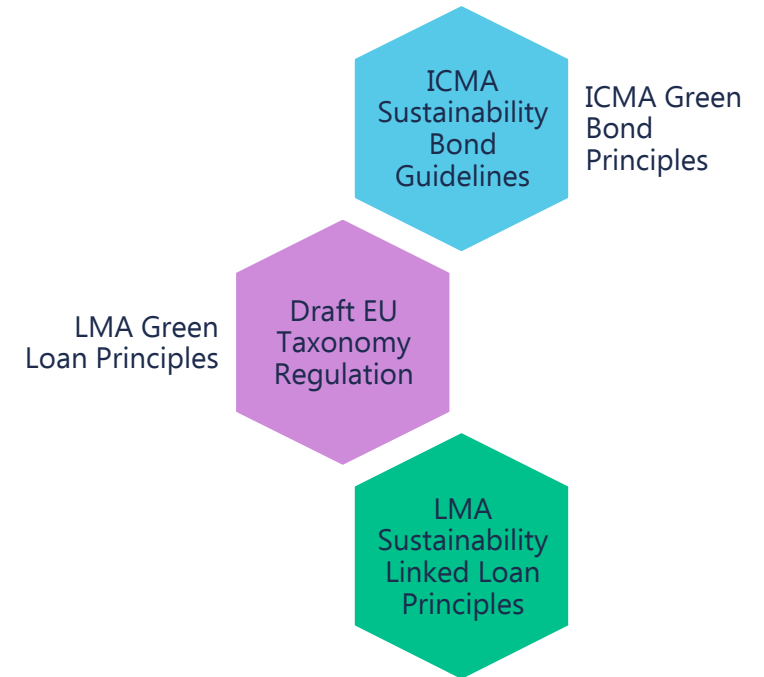 ICMA
Sustainability
Bond
Guidelines
ICMA Green
Bond
Principles
LMA Green
Loan Principles
Draft EU
Taxonomy
Regulation
LMA
Sustainability
Linked Loan
Principles